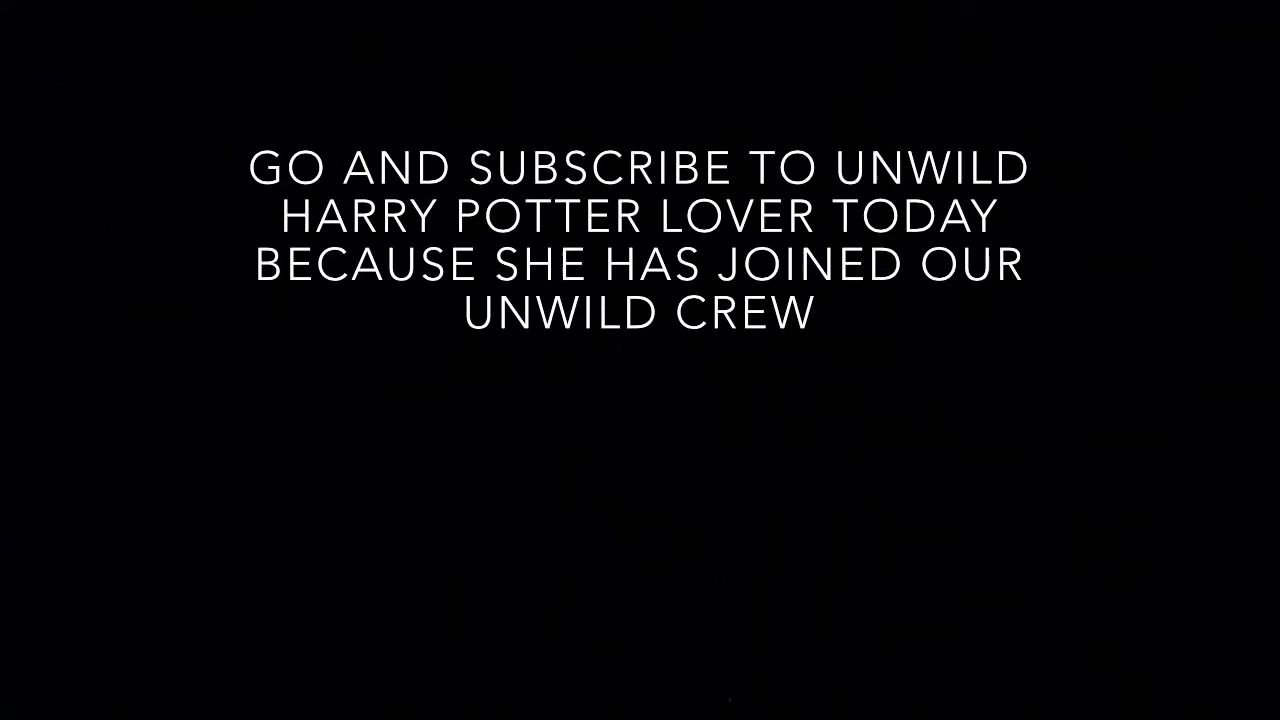 GO AND SUBSCRIBE TO UNWILD
HARRY POTTER LOVER TODAY
BECAUSE SHE HAS JOINED OUR
UNWILD CREW